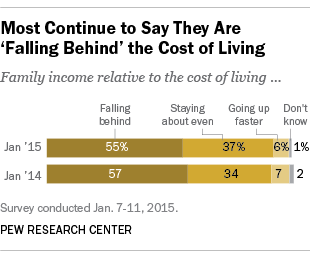 Most Continue to Say They Are
‘Falling Behind’ the Cost of Living
Family income relative to the cost of living ...
Falling behind Staying about even Going up faster Don't know
Jan ’15 55% 37% 6% 1%
Jan ’14 57 34 7 2
Survey conducted Jan. 7-11, 2015.
PEW RESEARCH CENTER